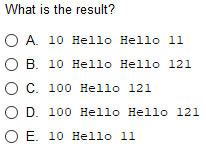 What is the result?
A. 10 Hello Hello 11
B. 10 Hello Hello 121
C. 100 Hello 121
D. 100 Hello Hello 121
E. 10 Hello 11